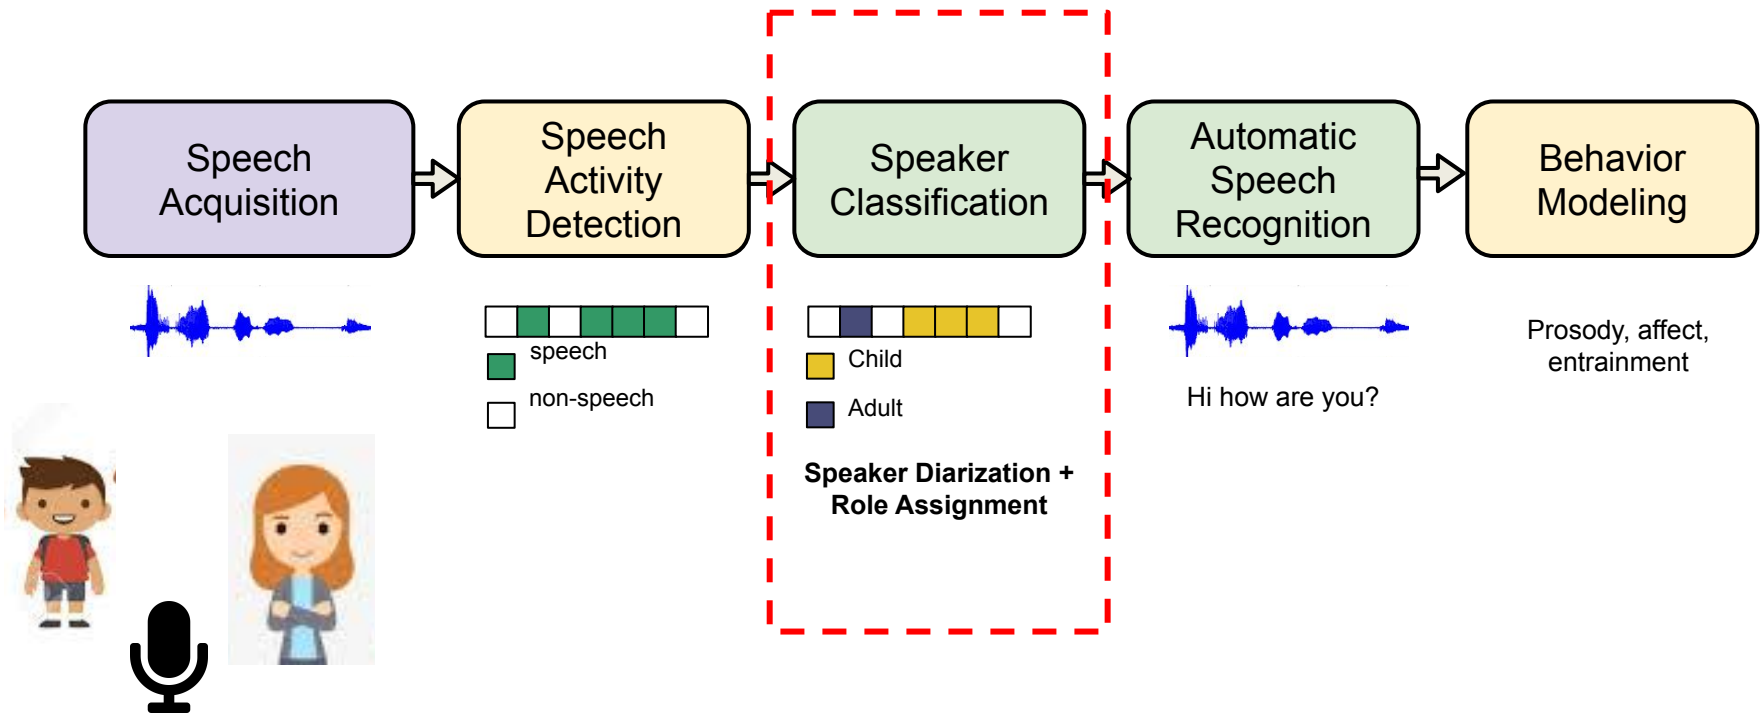 Speech
Acquisition
Speech
Activity
Detection
Speaker
Classification
Automatic
Speech
Recognition
Behavior
Modeling
speech
non-speech
Child
Adult
Speaker Diarization +
Role Assignment
Hi how are you?
Prosody, affect,
entrainment